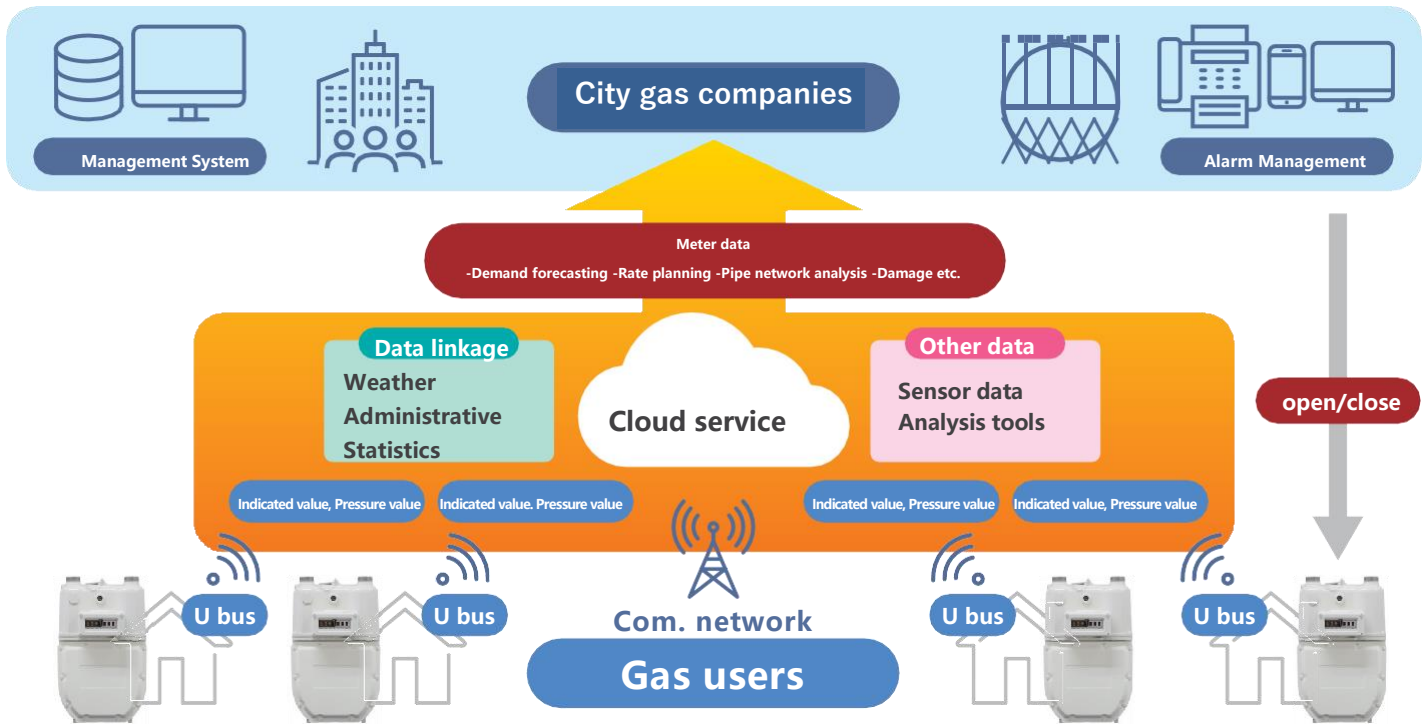 City gas companies
Management System
Alarm Management
Meter data
-Demand forecasting -Rate planning -Pipe network analysis -Damage etc.
Data linkage
Weather
Administrative
Statistics
Cloud service
Other data
Sensor data
Analysis tools
open/close
Indicated value, Pressure value
Indicated value. Pressure value
Indicated value, Pressure value
Indicated value, Pressure value
U bus
U bus
Com. network
U bus
U bus
Gas users